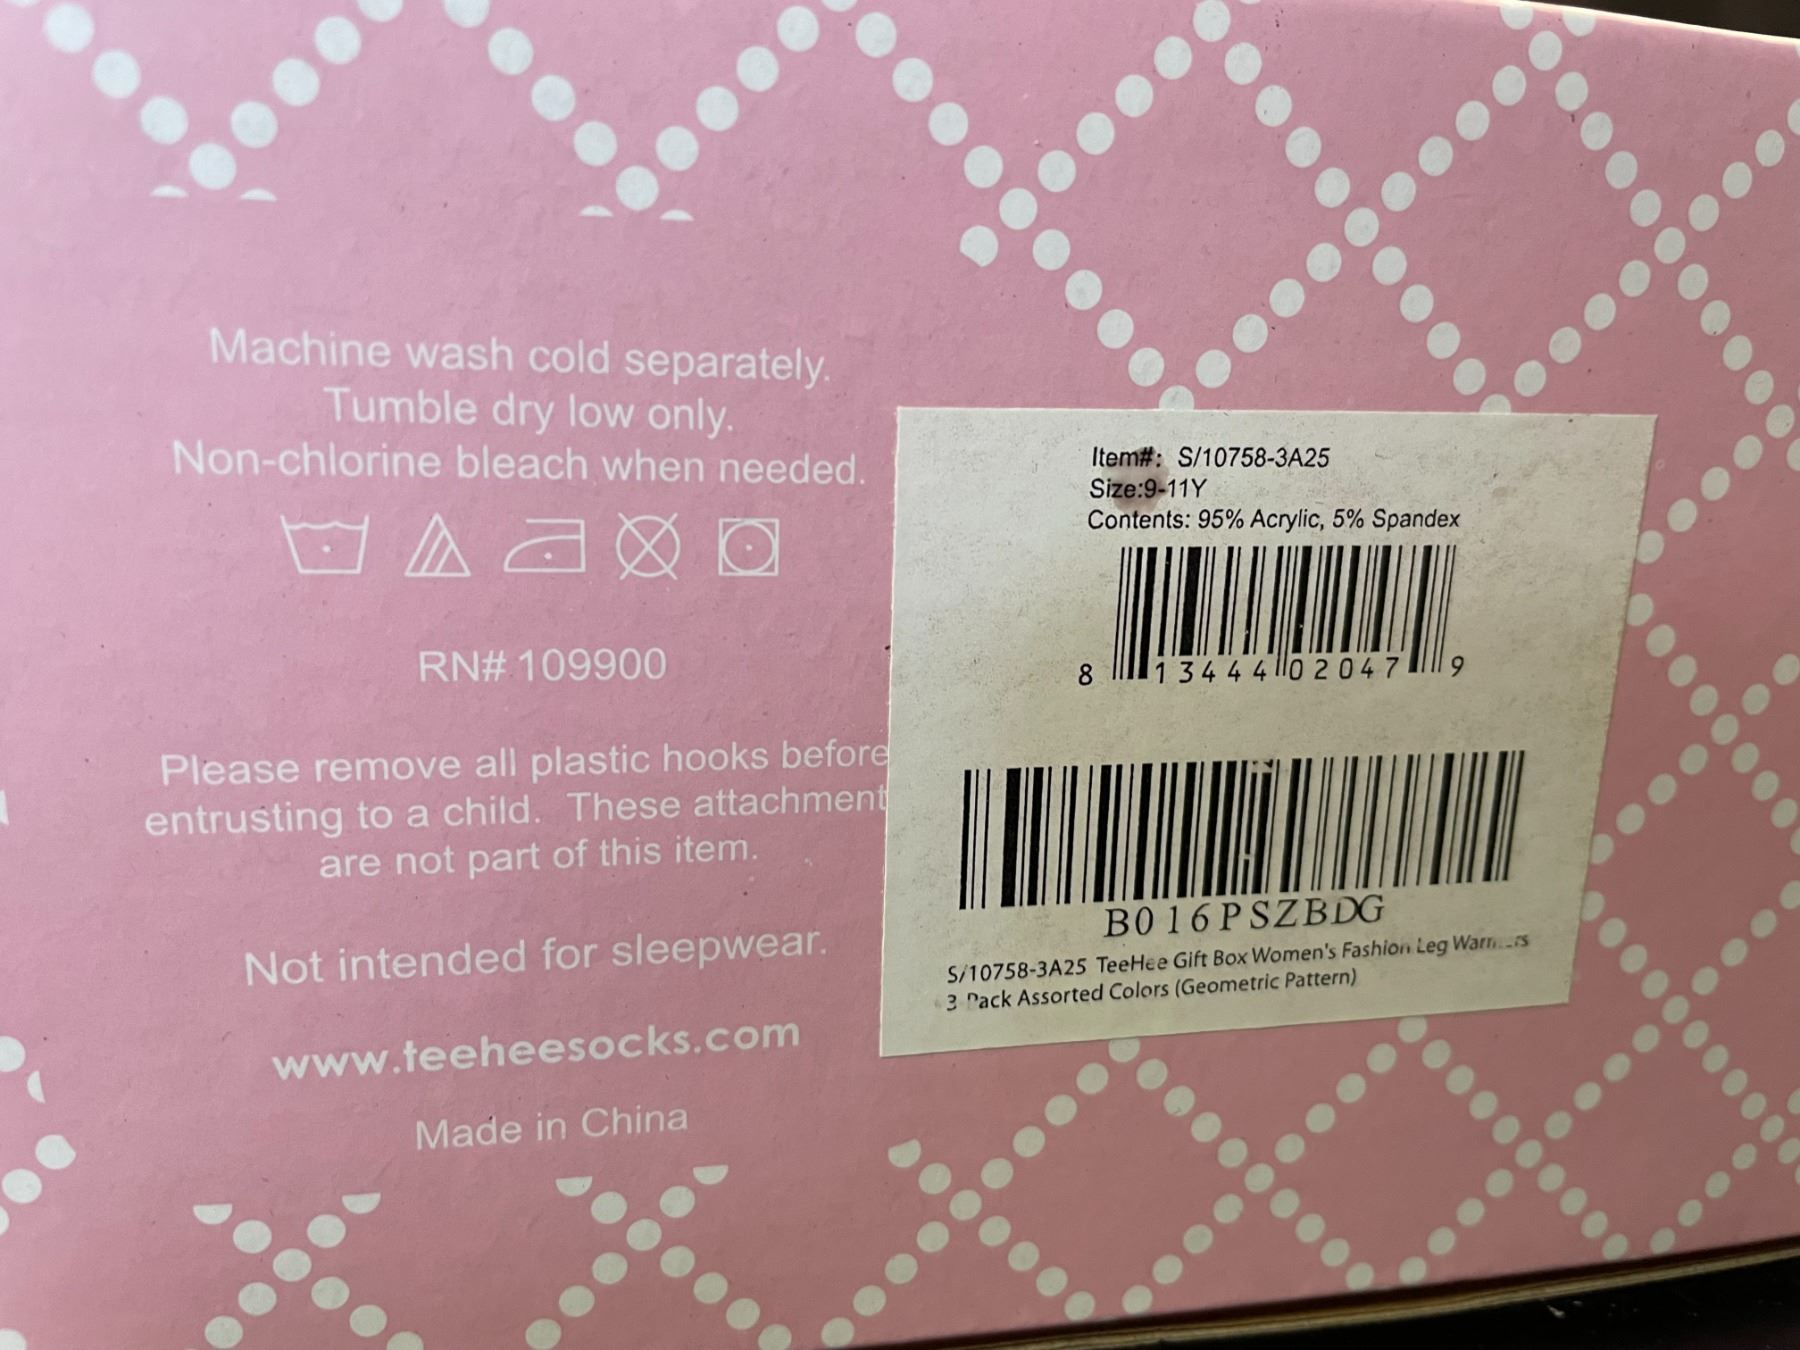 Machine wash cold separately.
Tumble dry low only.
Non-chlorine bleach when needed.
RN# 109900
Please remove all plastic hooks before
entrusting to a child. These attachment
are not part of this item.
Not intended for sleepwear.
www.teeheesocks.com
Made in China
Item#: S/10758-3A25
Size:9-11Y
Contents: 95% Acrylic, 5% Spandex
8 13444 02047 9
B016PSZBDG
S/10758-3A25 TeeHee Gift Box Women's Fashion Leg Warmers
3 Pack Assorted Colors (Geometric Pattern)